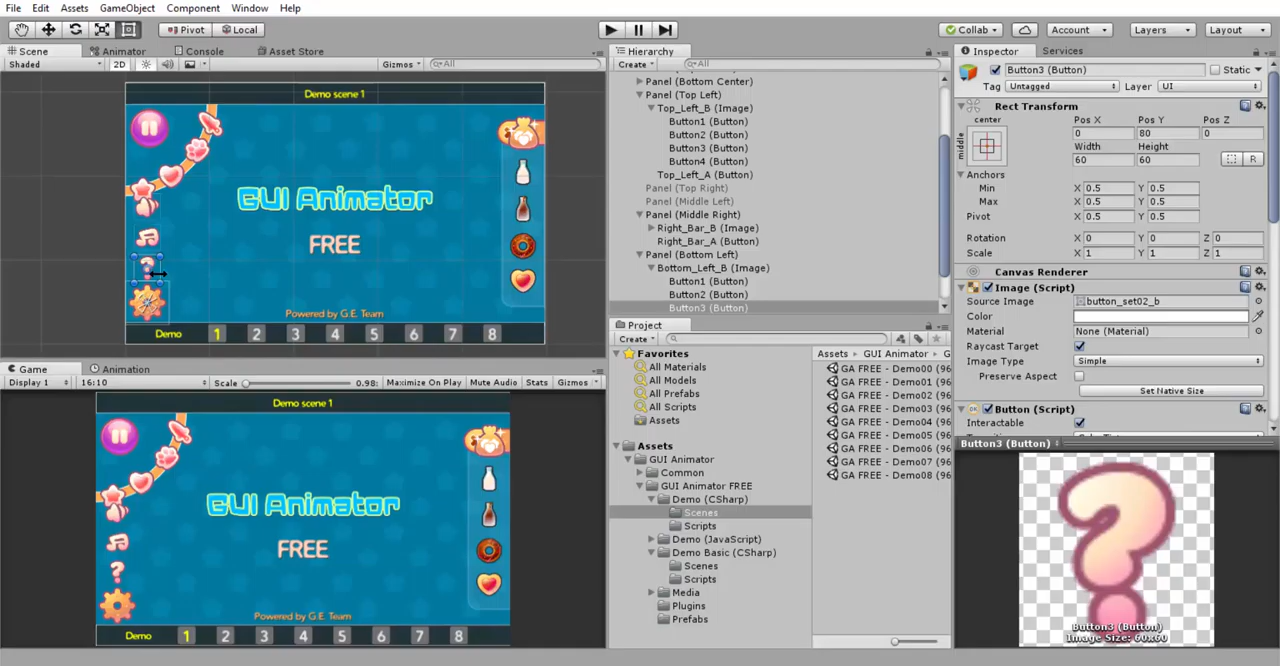 File Edit Assets GameObject Component Window Help
Pivot Local Collab Account Layers Layout
Scene Animator Console Asset Store
Shaded 2D Gizmos All
Demo scene 1
GUI Animator
FREE
Powered by G.E. Team
Demo 1 2 3 4 5 6 7 8
Game Animation
Display 1 16:10 Scale 0.98: Maximize On Play Mute Audio Stats Gizmos
Demo scene 1
GUI Animator
FREE
Powered by G.E. Team
Demo 1 2 3 4 5 6 7 8
Hierarchy
Create All
Panel (Bottom Center)
Panel (Top Left)
Top_Left_B (Image)
Button1 (Button)
Button2 (Button)
Button3 (Button)
Button4 (Button)
Top_Left_A (Button)
Panel (Top Right)
Panel (Middle Left)
Panel (Middle Right)
Right_Bar_B (Image)
Right_Bar_A (Button)
Panel (Bottom Left)
Bottom_Left_B (Image)
Button1 (Button)
Button2 (Button)
Button3 (Button)
Project
Create
Favorites
All Materials
All Models
All Prefabs
All Scripts
Assets
Assets
GUI Animator
Common
GUI Animator FREE
Demo (CSharp)
Scenes
Scripts
Demo (JavaScript)
Demo Basic (CSharp)
Scenes
Scripts
Media
Plugins
Prefabs
Assets GUI Animator G
GA FREE - Demo00 (96
GA FREE - Demo01 (96
GA FREE - Demo02 (96
GA FREE - Demo03 (96
GA FREE - Demo04 (96
GA FREE - Demo05 (96
GA FREE - Demo06 (96
GA FREE - Demo07 (96
GA FREE - Demo08 (96
Inspector Services
Button3 (Button) Static
Tag Untagged Layer UI
Rect Transform
center Pos X Pos Y Pos Z
middle 0 80 0
Width Height
60 60 R
Anchors
Min X 0.5 Y 0.5
Max X 0.5 Y 0.5
Pivot X 0.5 Y 0.5
Rotation X 0 Y 0 Z 0
Scale X 1 Y 1 Z 1
Canvas Renderer
Image (Script)
Source Image button_set02_b
Color
Material None (Material)
Raycast Target
Image Type Simple
Preserve Aspect
Set Native Size
Button (Script)
Interactable
Button3 (Button)
Button3 (Button)
Image Size: 60x60